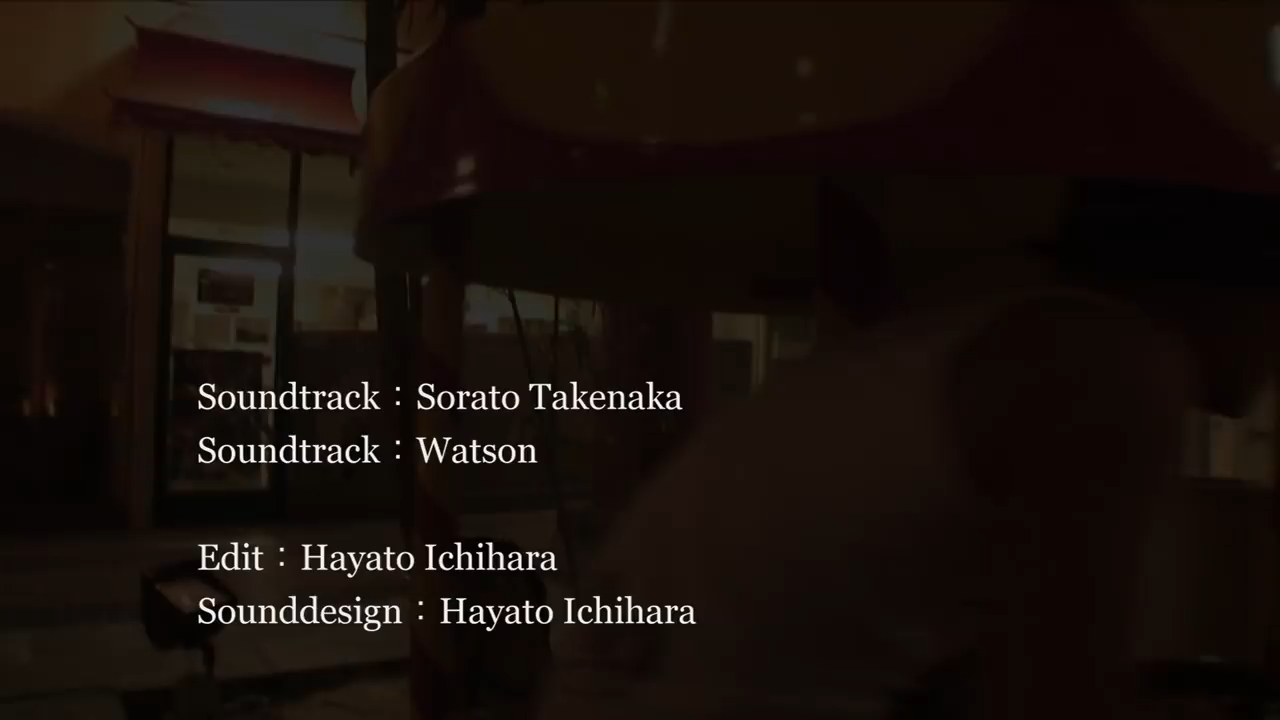 Soundtrack：Sorato Takenaka
Soundtrack：Watson
Edit：Hayato Ichihara
Sounddesign：Hayato Ichihara